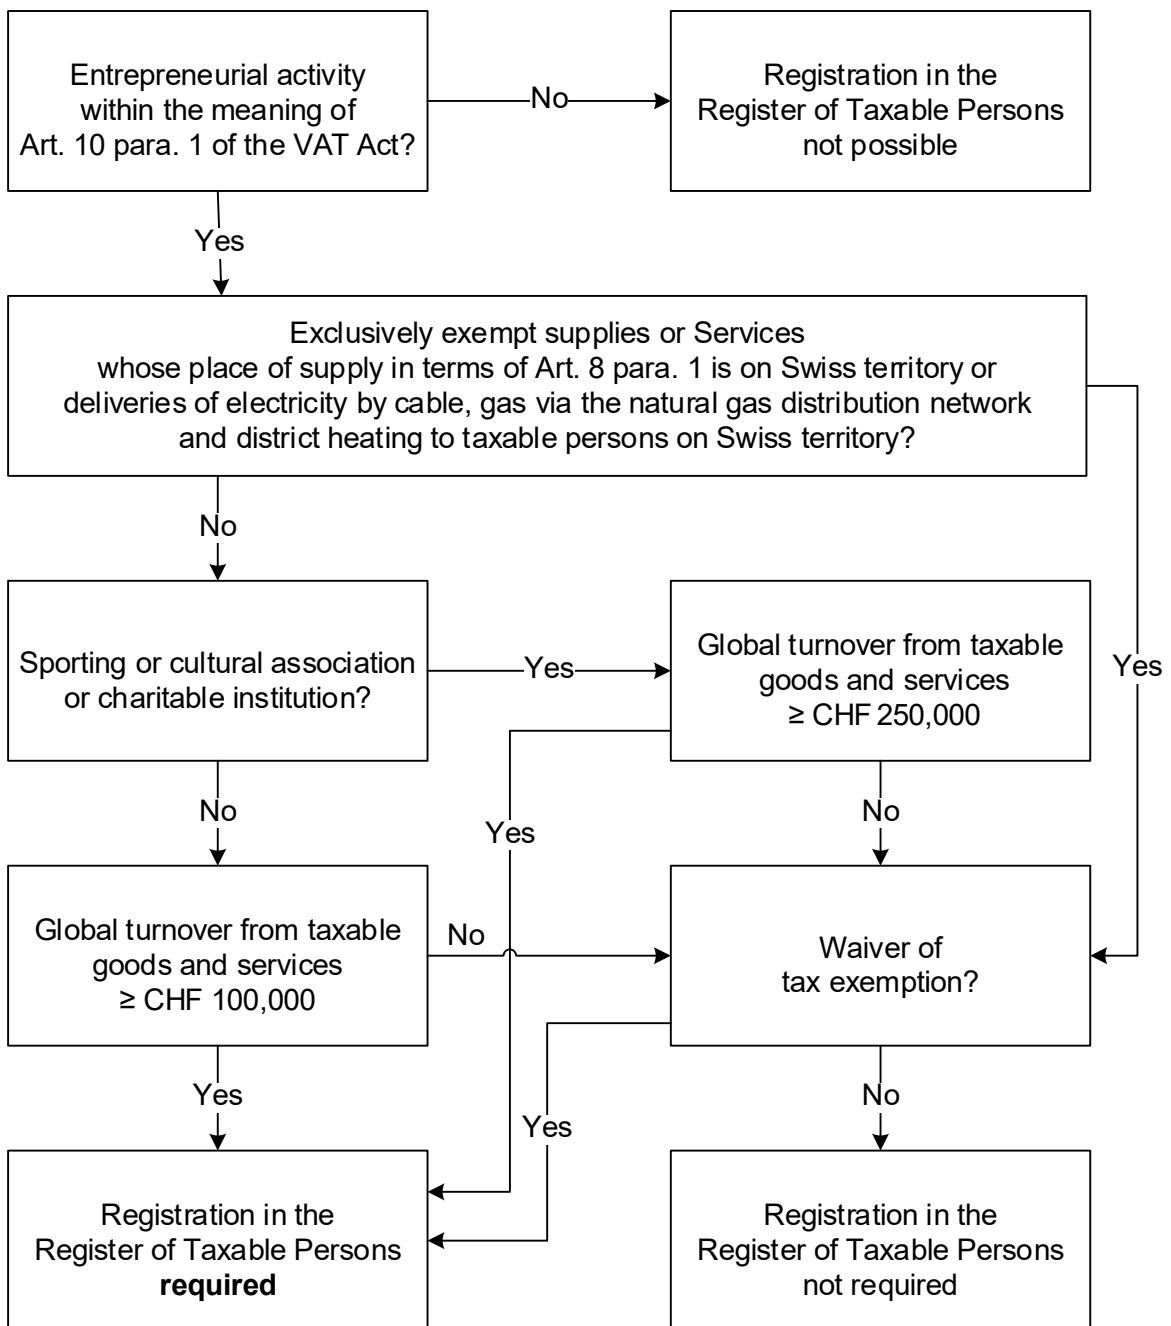 Entrepreneurial activity
within the meaning of
Art. 10 para. 1 of the VAT Act?
No
Registration in the
Register of Taxable Persons
not possible
Yes
Exclusively exempt supplies or Services
whose place of supply in terms of Art. 8 para. 1 is on Swiss territory or
deliveries of electricity by cable, gas via the natural gas distribution network
and district heating to taxable persons on Swiss territory?
No
Yes
Sporting or cultural association
or charitable institution?
Yes
Global turnover from taxable
goods and services
≥ CHF 250,000
No
Yes
No
Global turnover from taxable
goods and services
≥ CHF 100,000
No
Waiver of
tax exemption?
Yes
Yes
No
Registration in the
Register of Taxable Persons
required
Registration in the
Register of Taxable Persons
not required